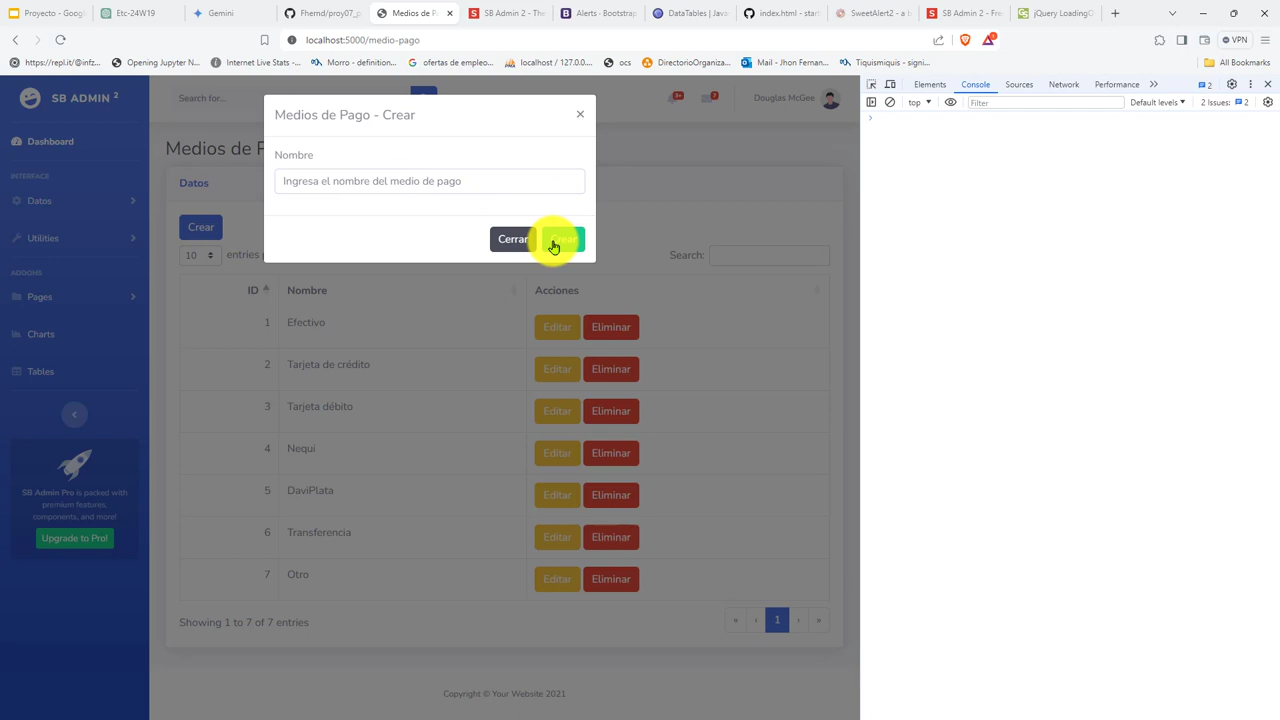 Proyecto - Goog
Etc-24W19
Gemini
Fhernd/proy07_p
Medios de P
SB Admin 2 - The
Alerts · Bootstrap
DataTables | Java
index.html - start
SweetAlert2 - a b
SB Admin 2 - Fre
jQuery LoadingO
localhost:5000/medio-pago
VPN
https://repl.it/@infz...
Opening Jupyter N...
Internet Live Stats -...
Morro - definition...
ofertas de empleo...
localhost / 127.0.0...
ocs
DirectorioOrganiza...
Mail - Jhon Fernan...
Tiquismiquis - signi...
All Bookmarks
SB ADMIN 2
Dashboard
INTERFACE
Datos
Utilities
ADDONS
Pages
Charts
Tables
SB Admin Pro is packed with
premium features,
components, and more!
Upgrade to Pro!
Search for...
3+
7
Douglas McGee
Medios de P
Datos
Crear
10 entries p
Search:
Medios de Pago - Crear
×
Nombre
Ingresa el nombre del medio de pago
Cerrar
Crear
ID Nombre Acciones
1 Efectivo Editar Eliminar
2 Tarjeta de crédito Editar Eliminar
3 Tarjeta débito Editar Eliminar
4 Nequi Editar Eliminar
5 DaviPlata Editar Eliminar
6 Transferencia Editar Eliminar
7 Otro Editar Eliminar
Showing 1 to 7 of 7 entries
« ‹ 1 › »
Copyright © Your Website 2021
Elements Console Sources Network Performance » 2
top Filter Default levels 2 Issues: 2